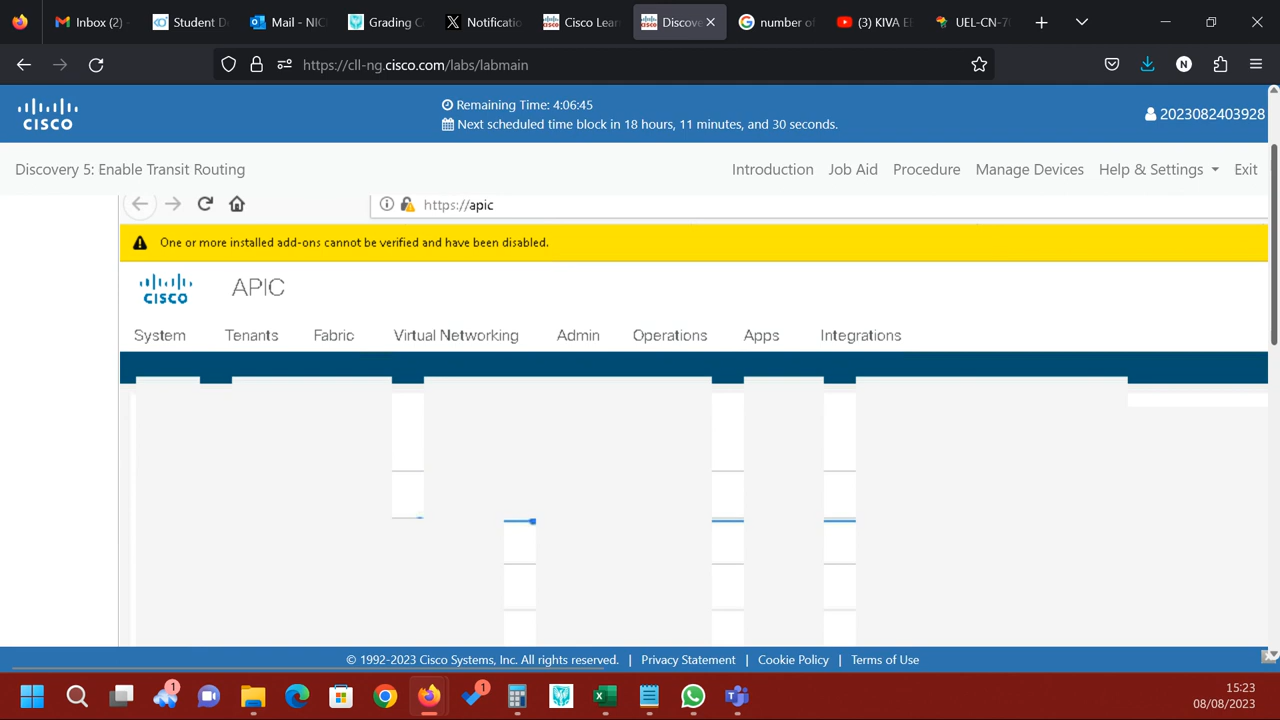 Inbox (2)
Student D
Mail - NIC
Grading C
Notificatio
Cisco Lear
Discove
number of
(3) KIVA EF
UEL-CN-7
https://cll-ng.cisco.com/labs/labmain
N
CISCO
Remaining Time: 4:06:45
Next scheduled time block in 18 hours, 11 minutes, and 30 seconds.
2023082403928
Discovery 5: Enable Transit Routing
Introduction
Job Aid
Procedure
Manage Devices
Help & Settings
Exit
https://apic
One or more installed add-ons cannot be verified and have been disabled.
CISCO
APIC
System
Tenants
Fabric
Virtual Networking
Admin
Operations
Apps
Integrations
© 1992-2023 Cisco Systems, Inc. All rights reserved. | Privacy Statement | Cookie Policy | Terms of Use
1
1
15:23
08/08/2023